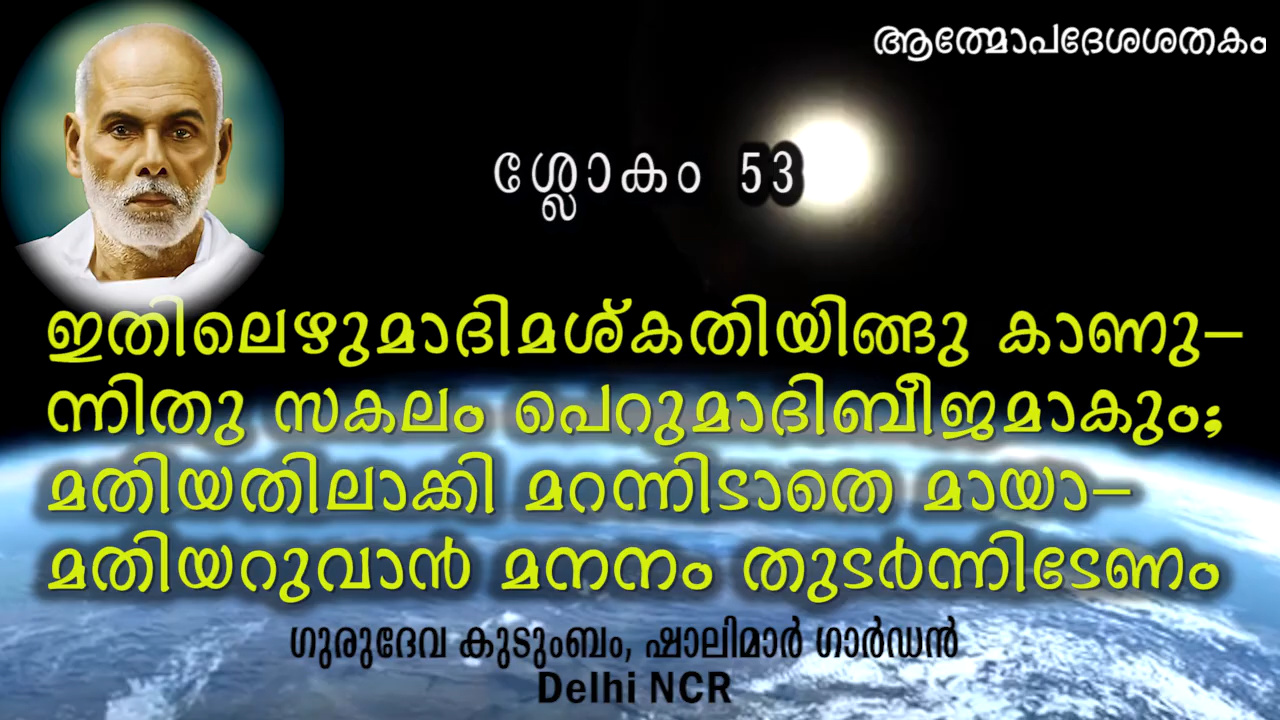 ആത്മോപദേശശതകം
ശ്ലോകം 53
ഇതിലെഴുമാദിമശ്കതിയിങ്ങു കാണു–
ന്നിതു സകലം പെറുമാദിബീജമാകും;
മതിയതിലാക്കി മറന്നിടാതെ മായാ–
മതിയറുവാൻ മനനം തുടർന്നിടേണം
ഗുരുദേവ കുടുംബം, ഷാലിമാർ ഗാർഡൻ
Delhi NCR